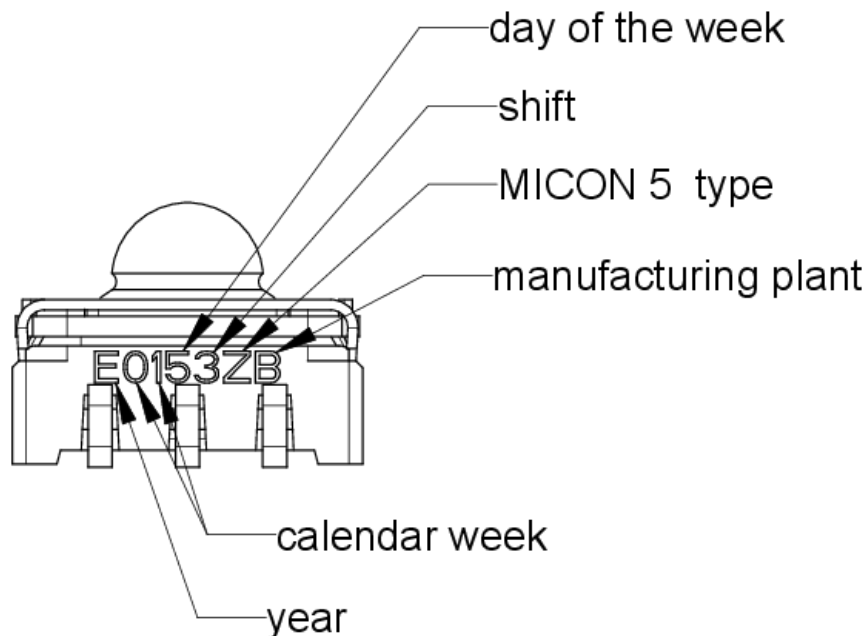 day of the week
shift
MICON 5 type
manufacturing plant
E0153ZB
calendar week
year